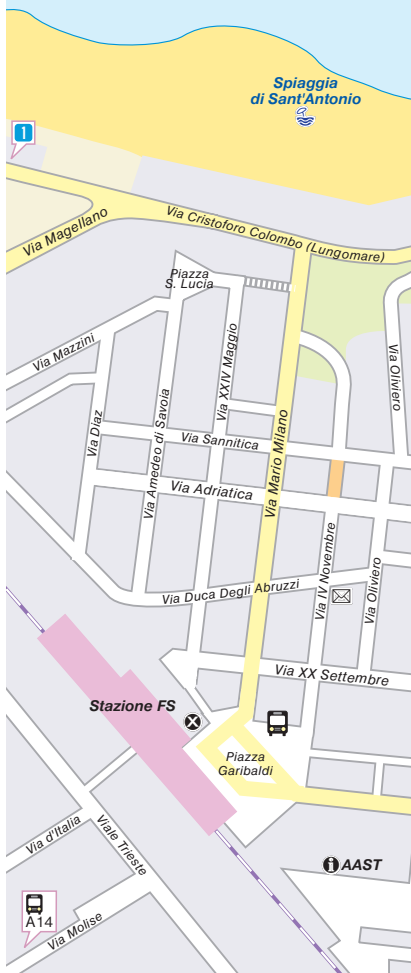 Spiaggia
di Sant'Antonio
1
Via Cristoforo Colombo (Lungomare)
Via Magellano
Piazza
S. Lucia
Via Mazzini
Via XXIV Maggio
Via Oliviero
Via Amedeo di Savoia
Via Diaz
Via Sannitica
Via Mario Milano
Via Adriatica
Via IV Novembre
Via Duca Degli Abruzzi
Via Oliviero
Via XX Settembre
Stazione FS
Piazza
Garibaldi
Via d'Italia
Viale Trieste
i AAST
A14
Via Molise